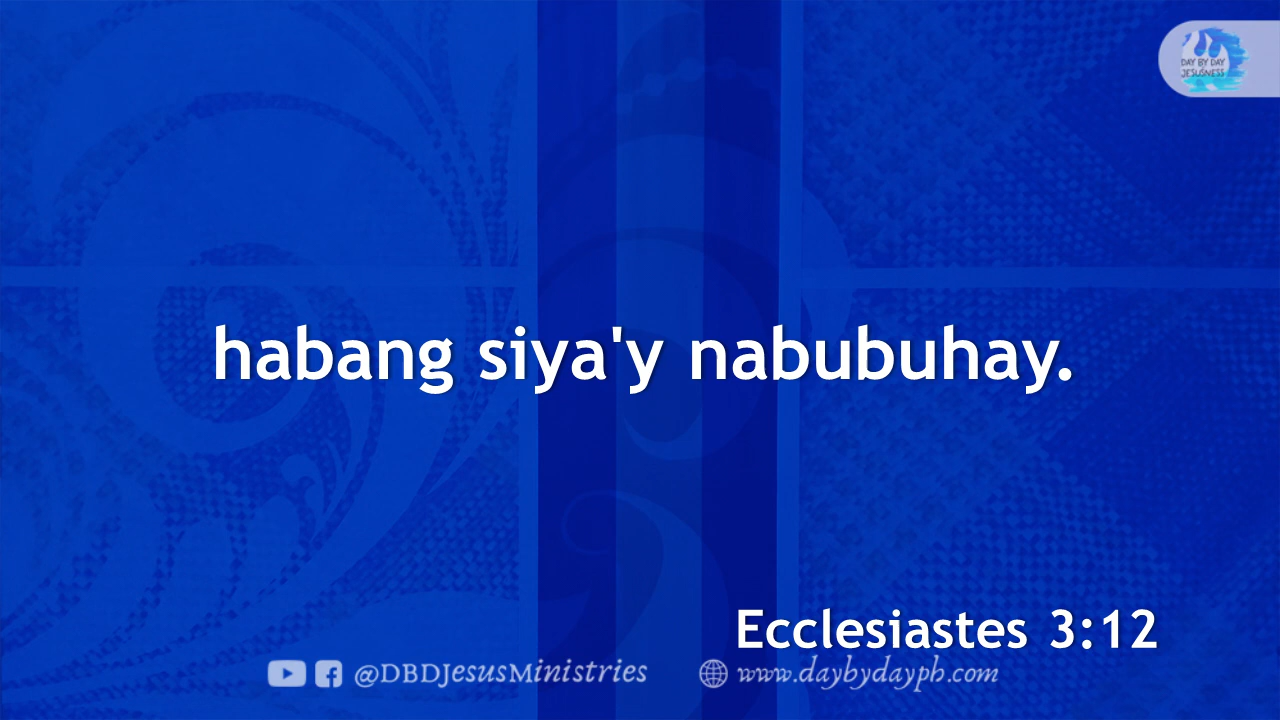 DAY BY DAY
JESUSNESS
habang siya'y nabubuhay.
Ecclesiastes 3:12
@DBDJesusMinistries www.daybydayph.com